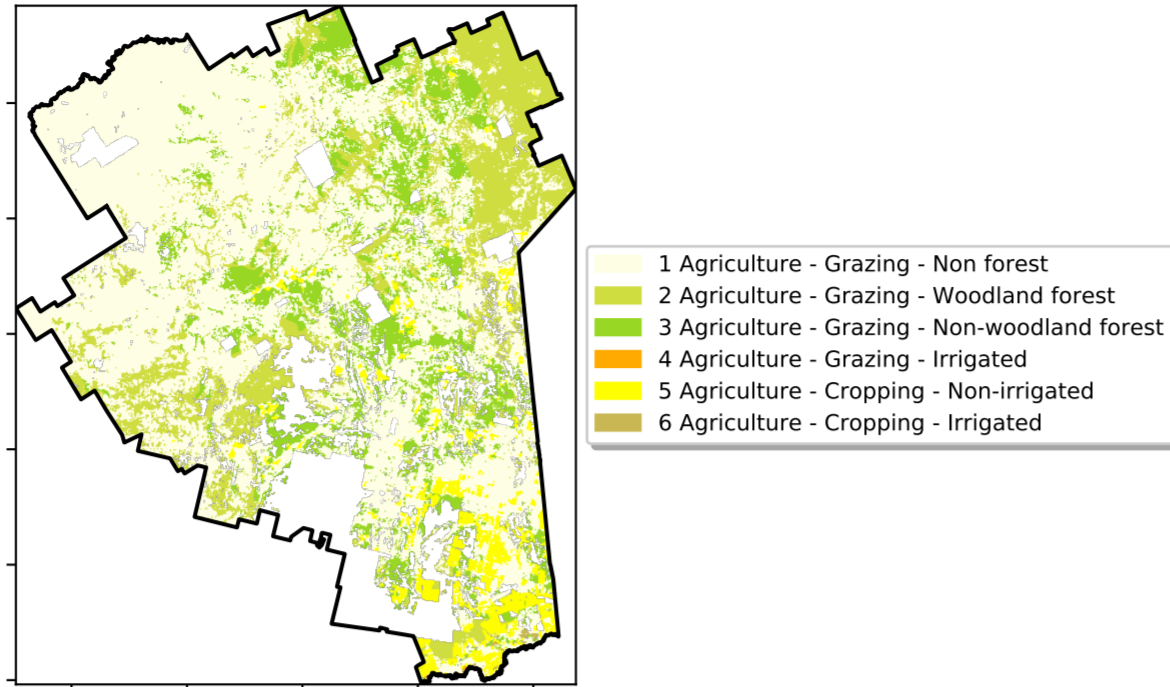 1 Agriculture - Grazing - Non forest
2 Agriculture - Grazing - Woodland forest
3 Agriculture - Grazing - Non-woodland forest
4 Agriculture - Grazing - Irrigated
5 Agriculture - Cropping - Non-irrigated
6 Agriculture - Cropping - Irrigated